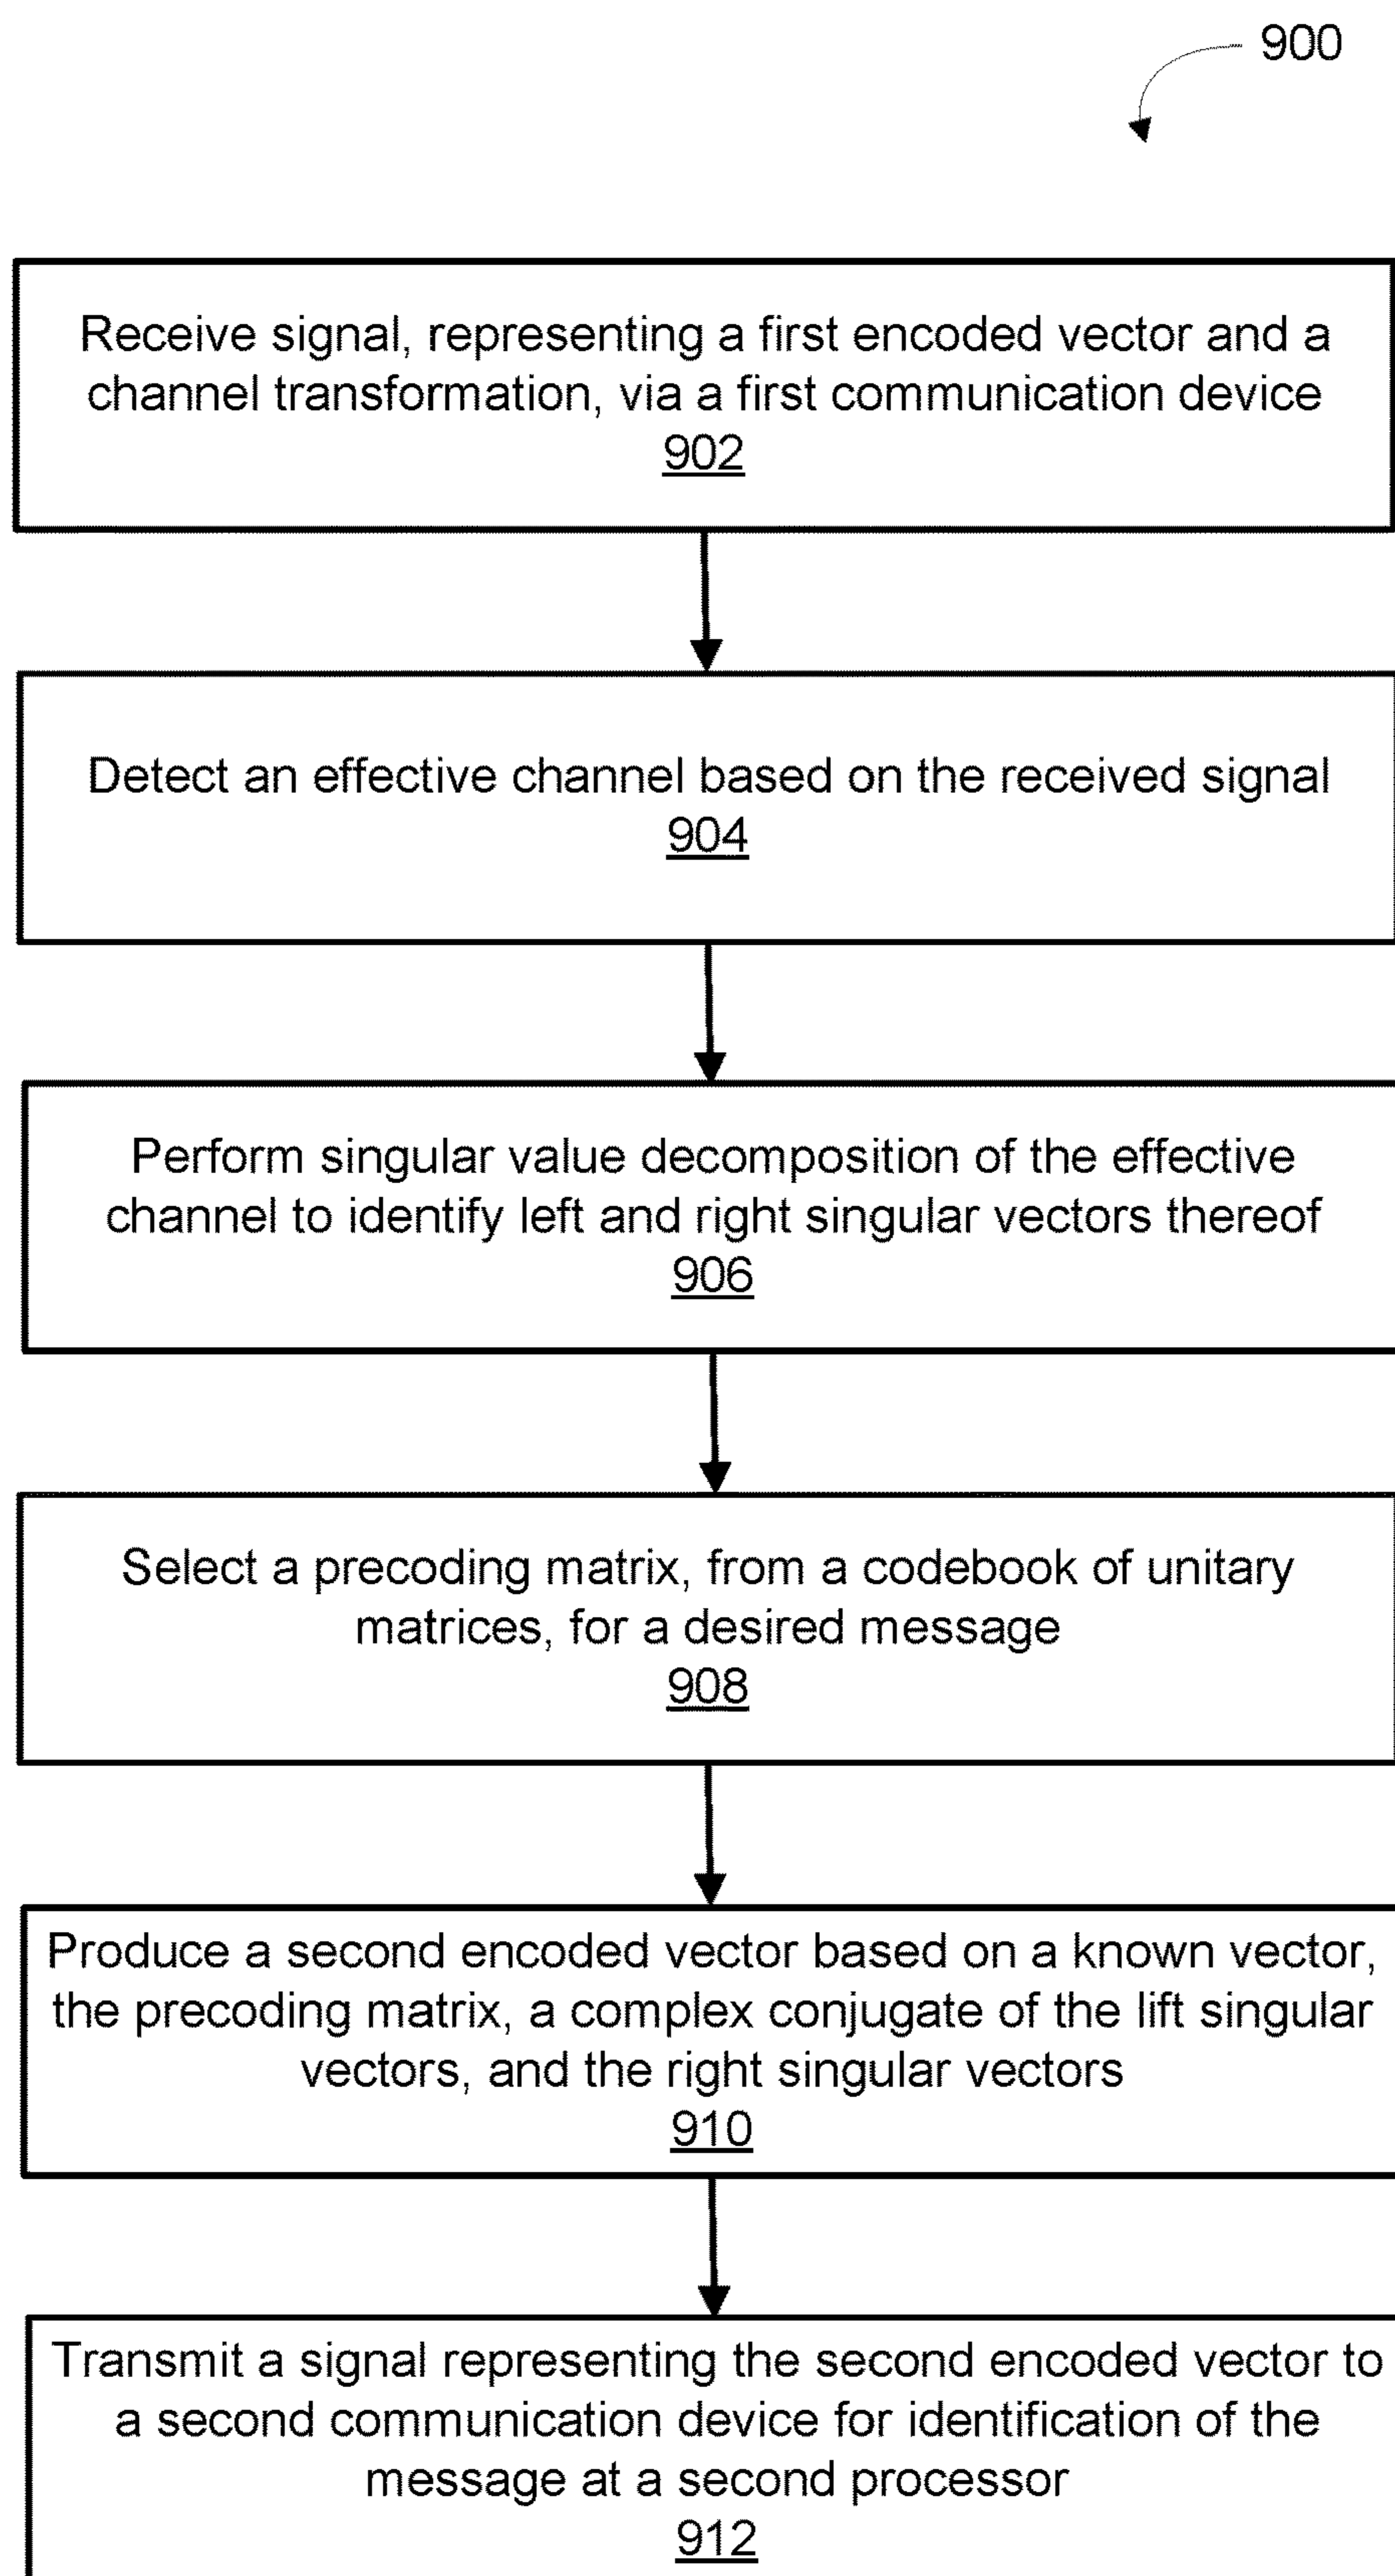 900
Receive signal, representing a first encoded vector and a
channel transformation, via a first communication device
902
Detect an effective channel based on the received signal
904
Perform singular value decomposition of the effective
channel to identify left and right singular vectors thereof
906
Select a precoding matrix, from a codebook of unitary
matrices, for a desired message
908
Produce a second encoded vector based on a known vector,
the precoding matrix, a complex conjugate of the lift singular
vectors, and the right singular vectors
910
Transmit a signal representing the second encoded vector to
a second communication device for identification of the
message at a second processor
912